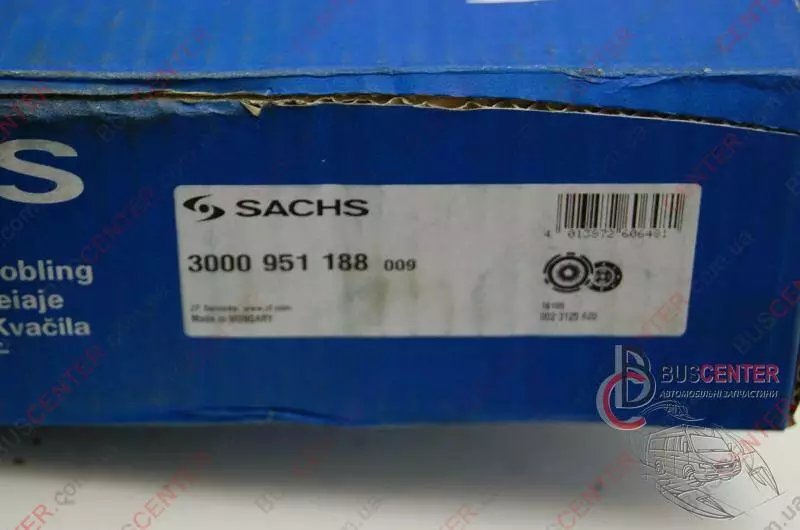 S
SACHS
3000 951 188 009
4 013872 606481
obling
eiaje
Kvačila
ZF Services, www.zf.com
Made in HUNGARY
BUSCENTER
АВТОМОБІЛЬНІ ЗАПЧАСТИНИ